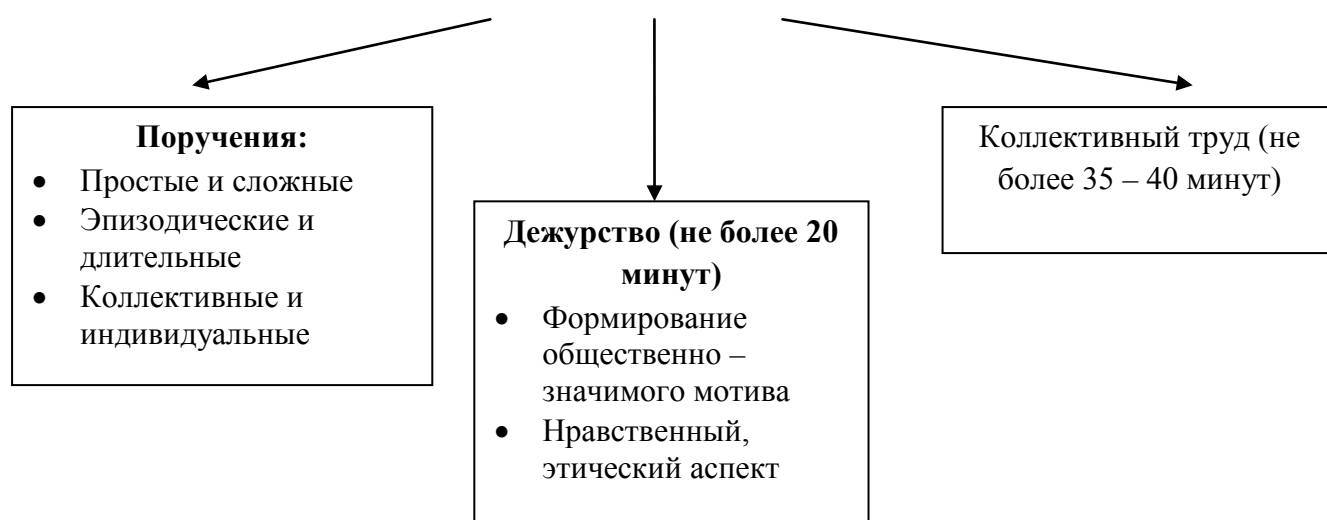 Поручения:
• Простые и сложные
• Эпизодические и
длительные
• Коллективные и
индивидуальные
Дежурство (не более 20
минут)
• Формирование
общественно –
значимого мотива
• Нравственный,
этический аспект
Коллективный труд (не
более 35 – 40 минут)